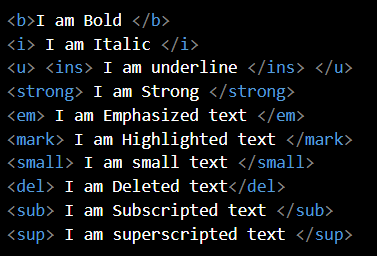 <b>I am Bold </b>
<i> I am Italic </i>
<u> <ins> I am underline </ins> </u>
<strong> I am Strong </strong>
<em> I am Emphasized text </em>
<mark> I am Highlighted text </mark>
<small> I am small text </small>
<del> I am Deleted text</del>
<sub> I am Subscripted text </sub>
<sup> I am superscripted text </sup>